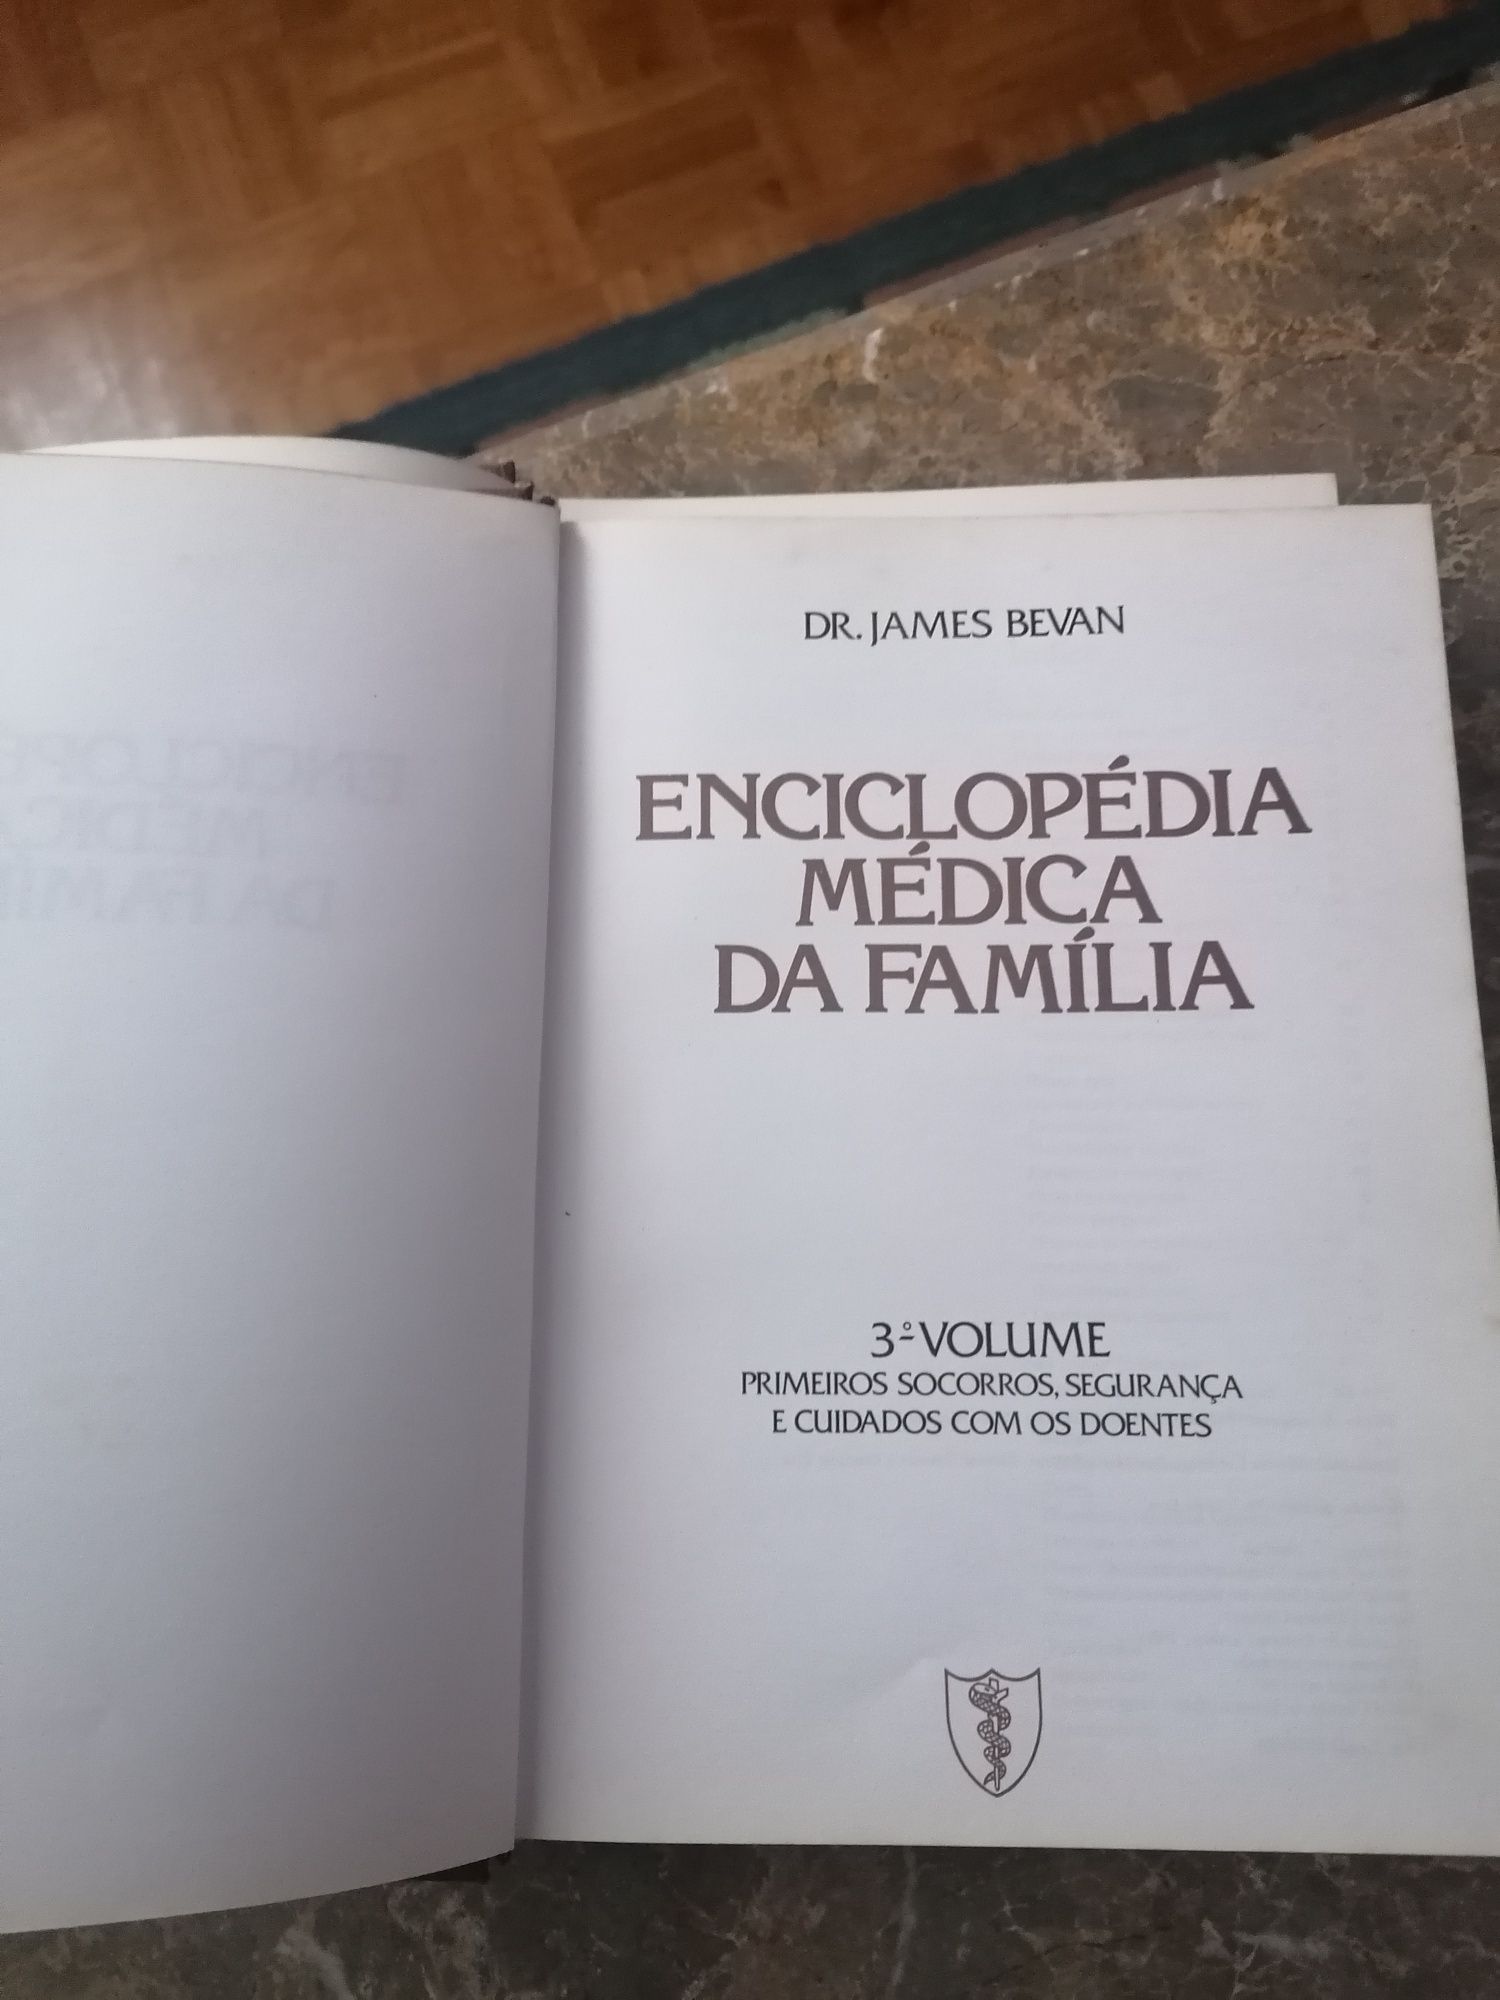 DR. JAMES BEVAN
ENCICLOPÉDIA
MÉDICA
DA FAMÍLIA
3º VOLUME
PRIMEIROS SOCORROS, SEGURANÇA
E CUIDADOS COM OS DOENTES